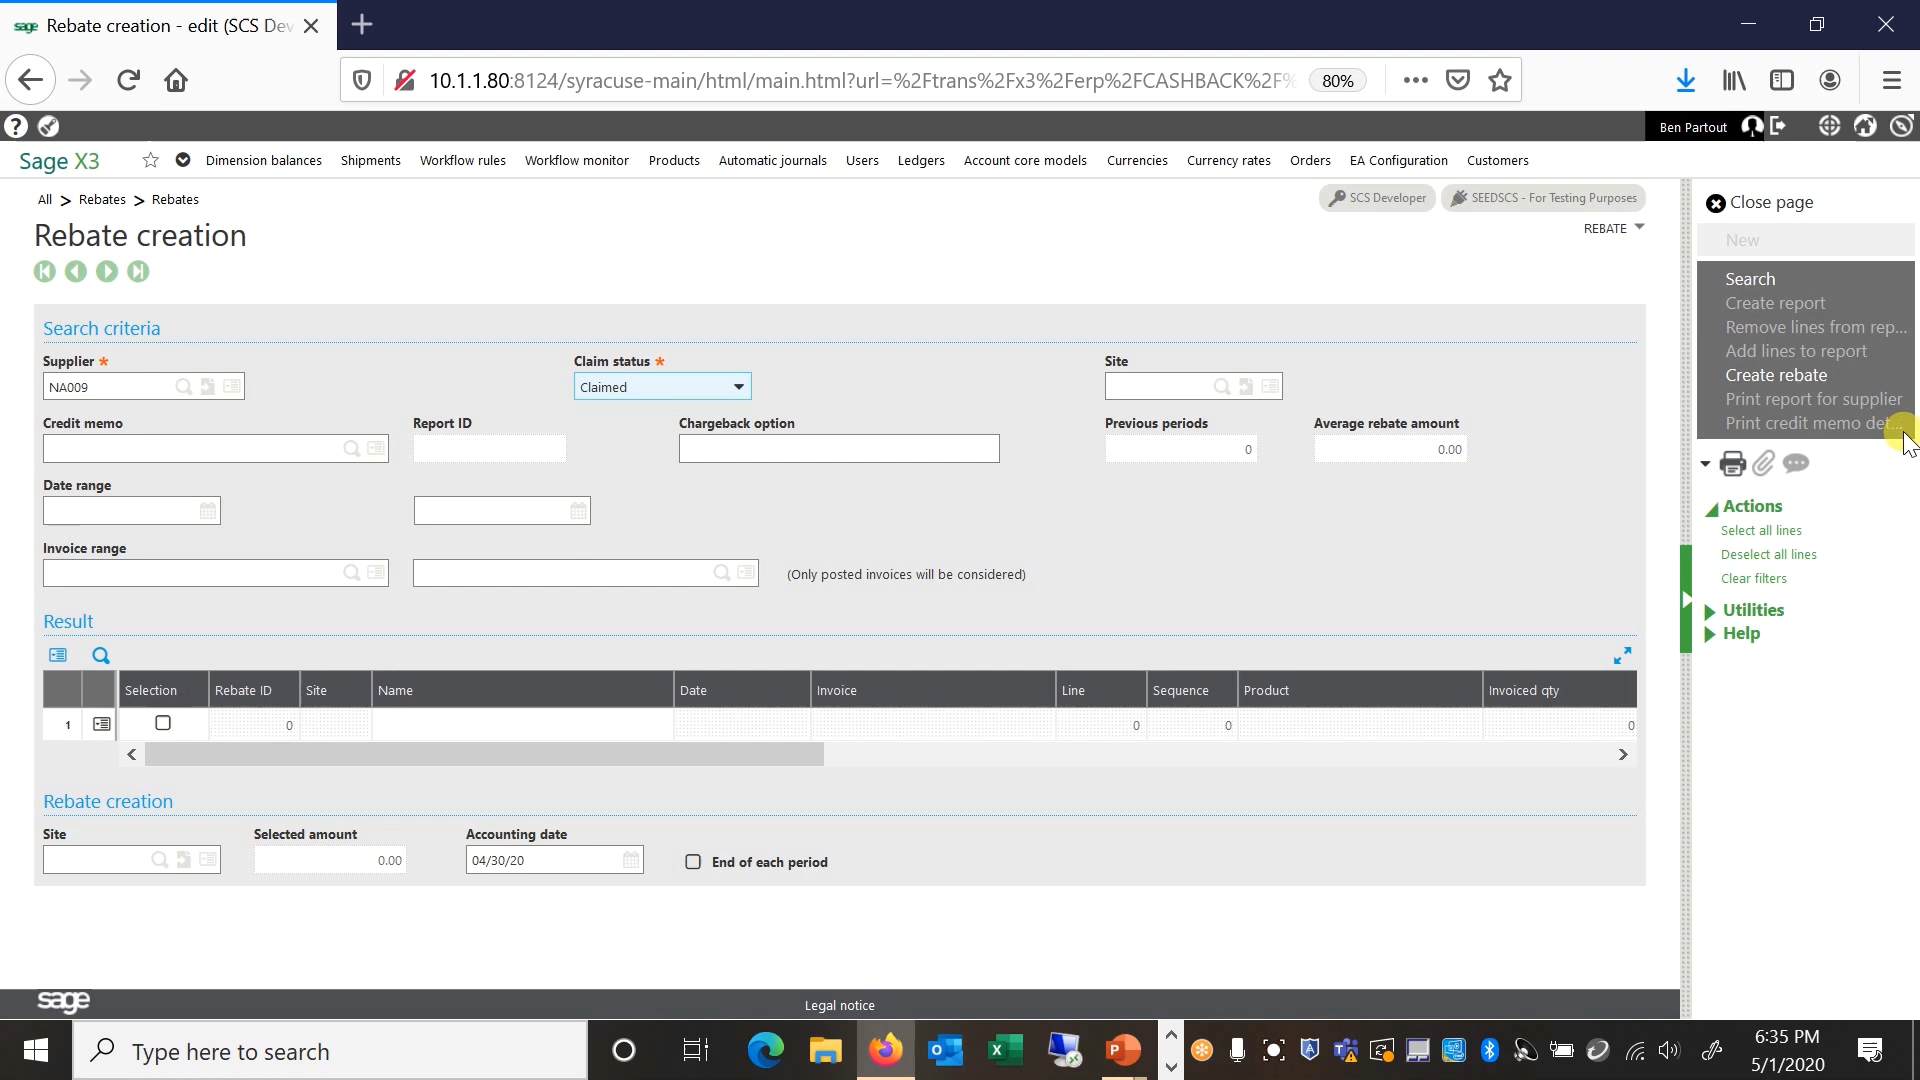 sage Rebate creation - edit (SCS Dev
10.1.1.80:8124/syracuse-main/html/main.html?url=%2Ftrans%2Fx3%2Ferp%2FCASHBACK%2F%
80%
Ben Partout
Sage X3
Dimension balances Shipments Workflow rules Workflow monitor Products Automatic journals Users Ledgers Account core models Currencies Currency rates Orders EA Configuration Customers
All > Rebates > Rebates
SCS Developer
SEEDSCS - For Testing Purposes
Rebate creation
REBATE
Search criteria
Supplier *
Claim status *
Site
NA009
Claimed
Credit memo
Report ID
Chargeback option
Previous periods
Average rebate amount
0
0.00
Date range
Invoice range
(Only posted invoices will be considered)
Result
Selection Rebate ID Site Name Date Invoice Line Sequence Product Invoiced qty
1 0 0 0 0
Rebate creation
Site
Selected amount
Accounting date
0.00
04/30/20
End of each period
sage
Legal notice
Close page
New
Search
Create report
Remove lines from rep...
Add lines to report
Create rebate
Print report for supplier
Print credit memo det...
Actions
Select all lines
Deselect all lines
Clear filters
Utilities
Help
Type here to search
6:35 PM
5/1/2020